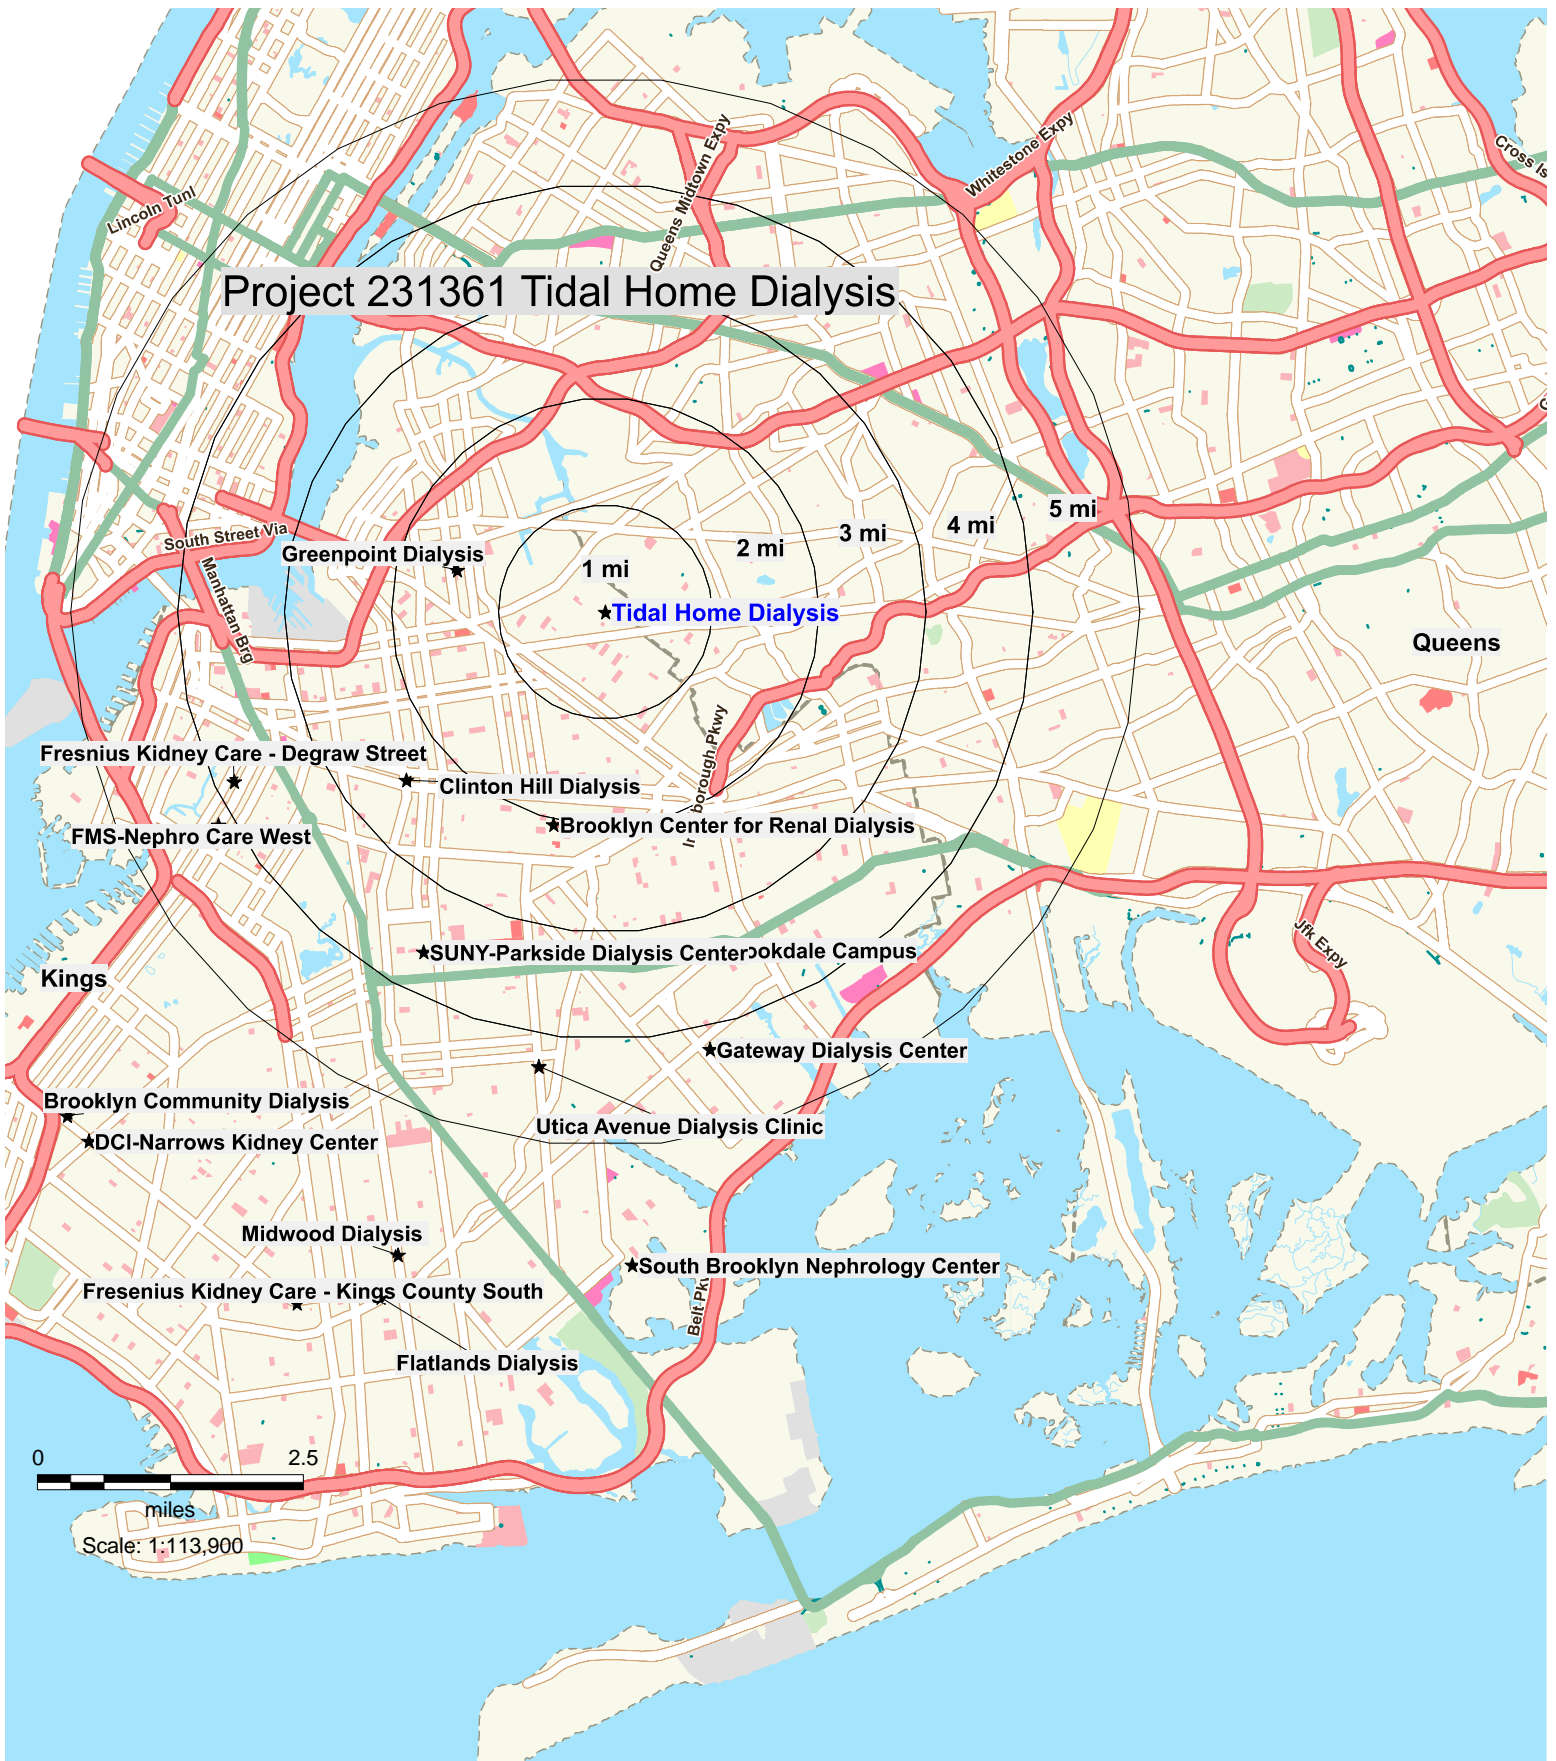 Cross Is
Whitestone Expy
Queens Midtown Expy
Lincoln Tunl
Project 231361 Tidal Home Dialysis
5 mi
4 mi
3 mi
2 mi
South Street Via
Greenpoint Dialysis
1 mi
Manhattan Brg
Tidal Home Dialysis
Queens
Fresnius Kidney Care - Degraw Street
Clinton Hill Dialysis
borough Pkwy
Brooklyn Center for Renal Dialysis
FMS-Nephro Care West
Jfk Expy
SUNY-Parkside Dialysis Center
ookdale Campus
Kings
Gateway Dialysis Center
Brooklyn Community Dialysis
Utica Avenue Dialysis Clinic
DCI-Narrows Kidney Center
Midwood Dialysis
South Brooklyn Nephrology Center
Fresenius Kidney Care - Kings County South
Belt Pkw
Flatlands Dialysis
0 2.5
miles
Scale: 1:113,900